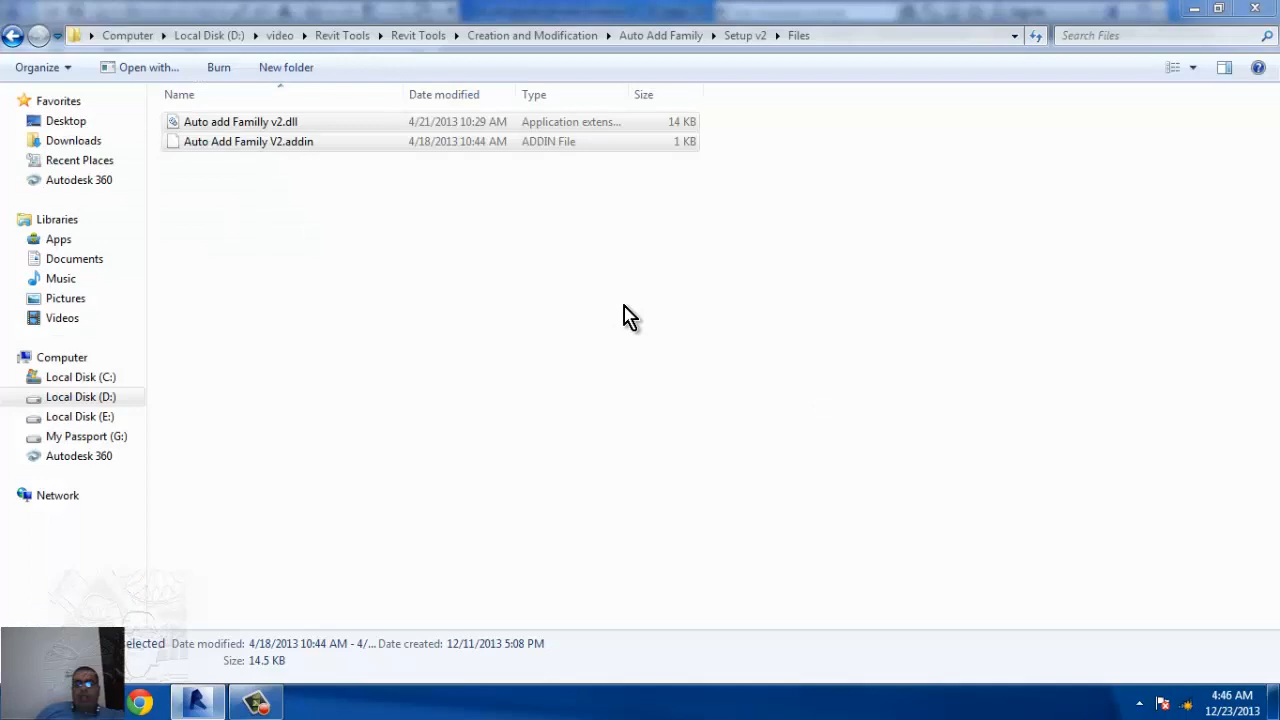 Computer Local Disk (D:) video Revit Tools Revit Tools Creation and Modification Auto Add Family Setup v2 Files Search Files
Organize Open with... Burn New folder
Name Date modified Type Size
Favorites
Desktop
Downloads
Recent Places
Autodesk 360
Libraries
Apps
Documents
Music
Pictures
Videos
Computer
Local Disk (C:)
Local Disk (D:)
Local Disk (E:)
My Passport (G:)
Autodesk 360
Network
Auto add Familly v2.dll 4/21/2013 10:29 AM Application extens... 14 KB
Auto Add Family V2.addin 4/18/2013 10:44 AM ADDIN File 1 KB
elected Date modified: 4/18/2013 10:44 AM - 4/... Date created: 12/11/2013 5:08 PM
Size: 14.5 KB
4:46 AM
12/23/2013